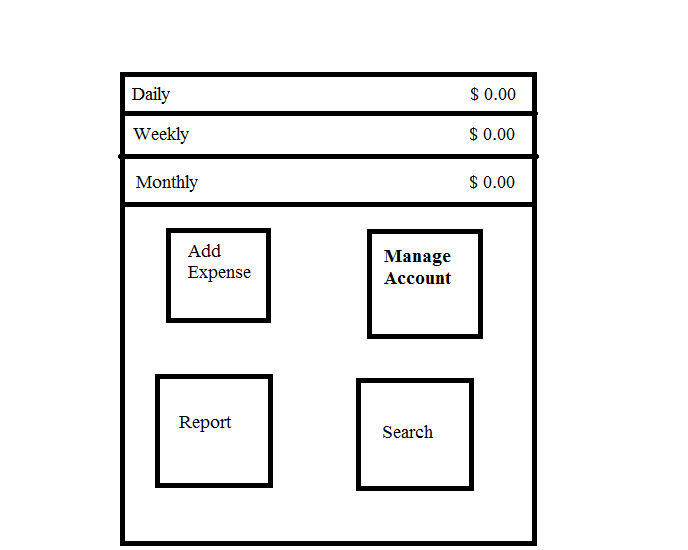 Daily $ 0.00
Weekly $ 0.00
Monthly $ 0.00
Add
Expense
Manage
Account
Report
Search